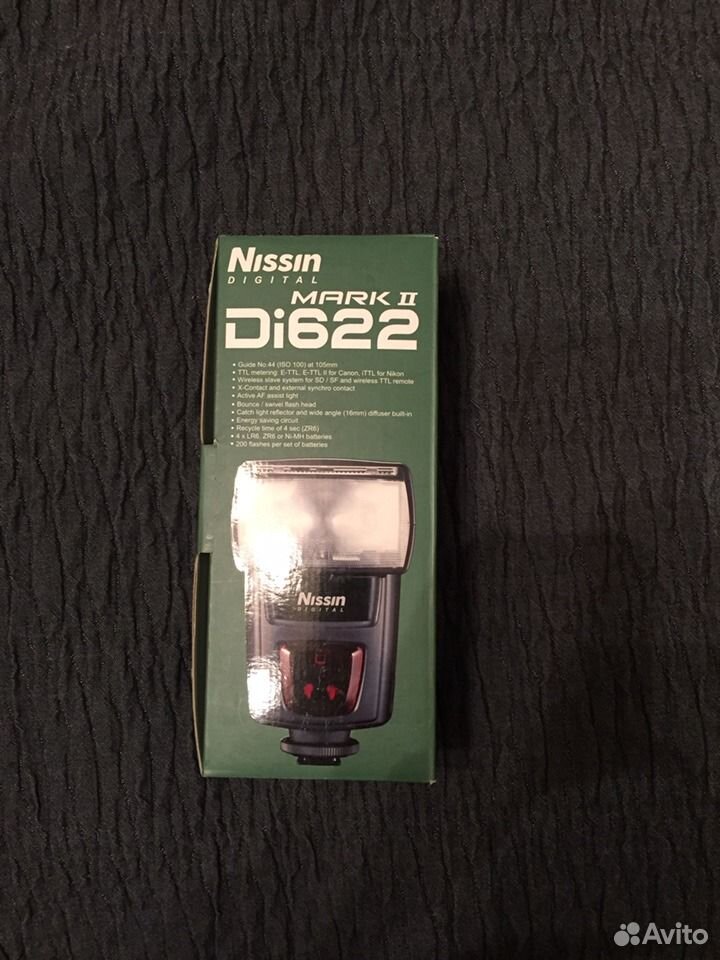 Nissin
DIGITAL
MARK II
Di622
• Guide No.44 (ISO 100) at 105mm
• TTL metering: E-TTL, E-TTL II for Canon, iTTL for Nikon
• Wireless slave system for SD / SF and wireless TTL remote
• X-Contact and external synchro contact
• Active AF assist light
• Bounce / swivel flash head
• Catch light reflector and wide angle (16mm) diffuser built-in
• Energy saving circuit
• Recycle time of 4 sec (ZR6)
• 4 x LR6, ZR6 or Ni-MH batteries
• 200 flashes per set of batteries
Nissin
DIGITAL
Avito